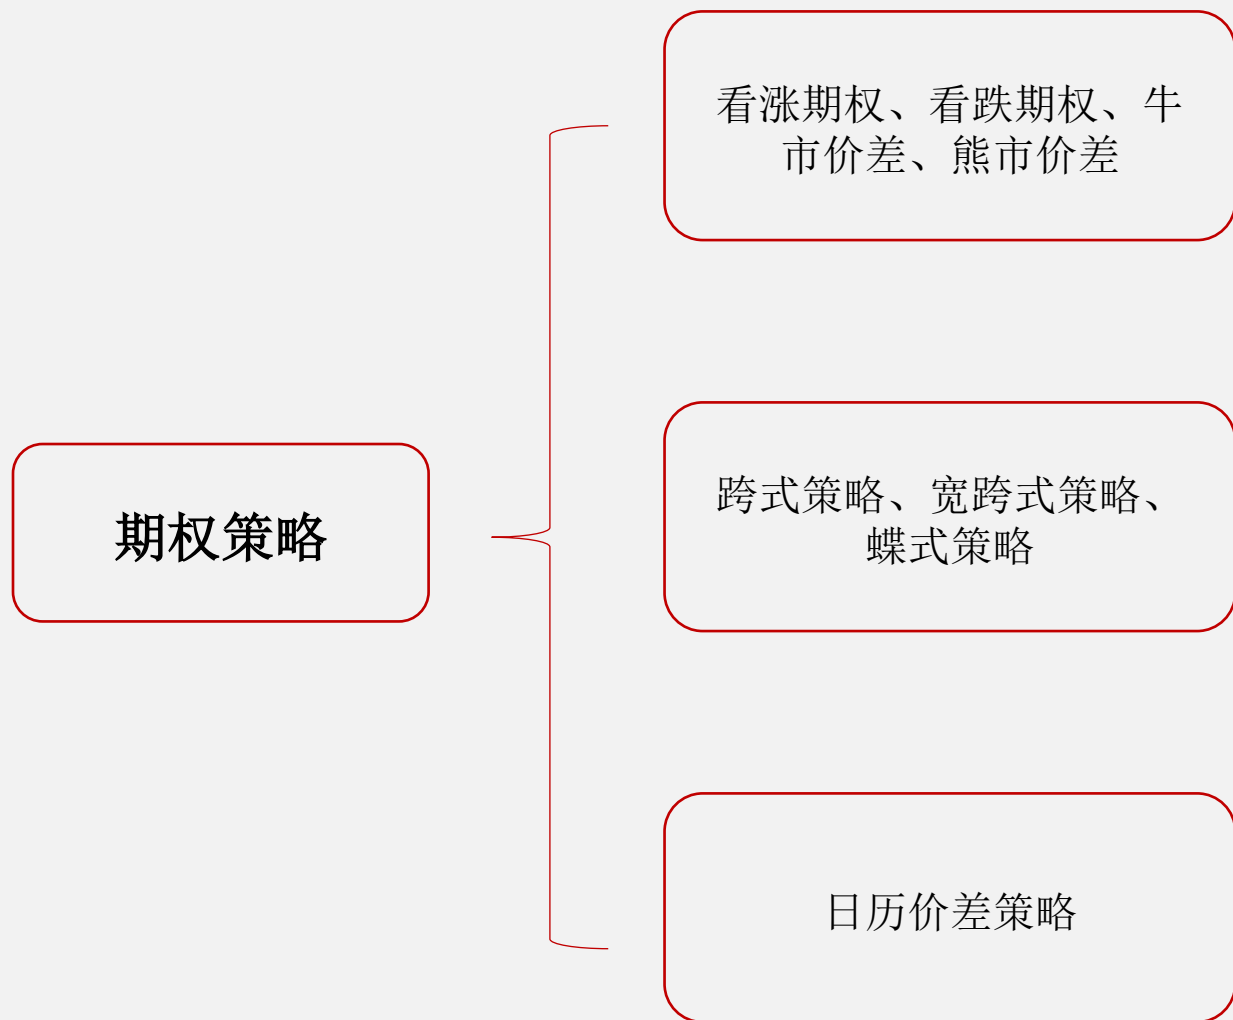 看涨期权、看跌期权、牛
市价差、熊市价差
期权策略
跨式策略、宽跨式策略、
蝶式策略
日历价差策略